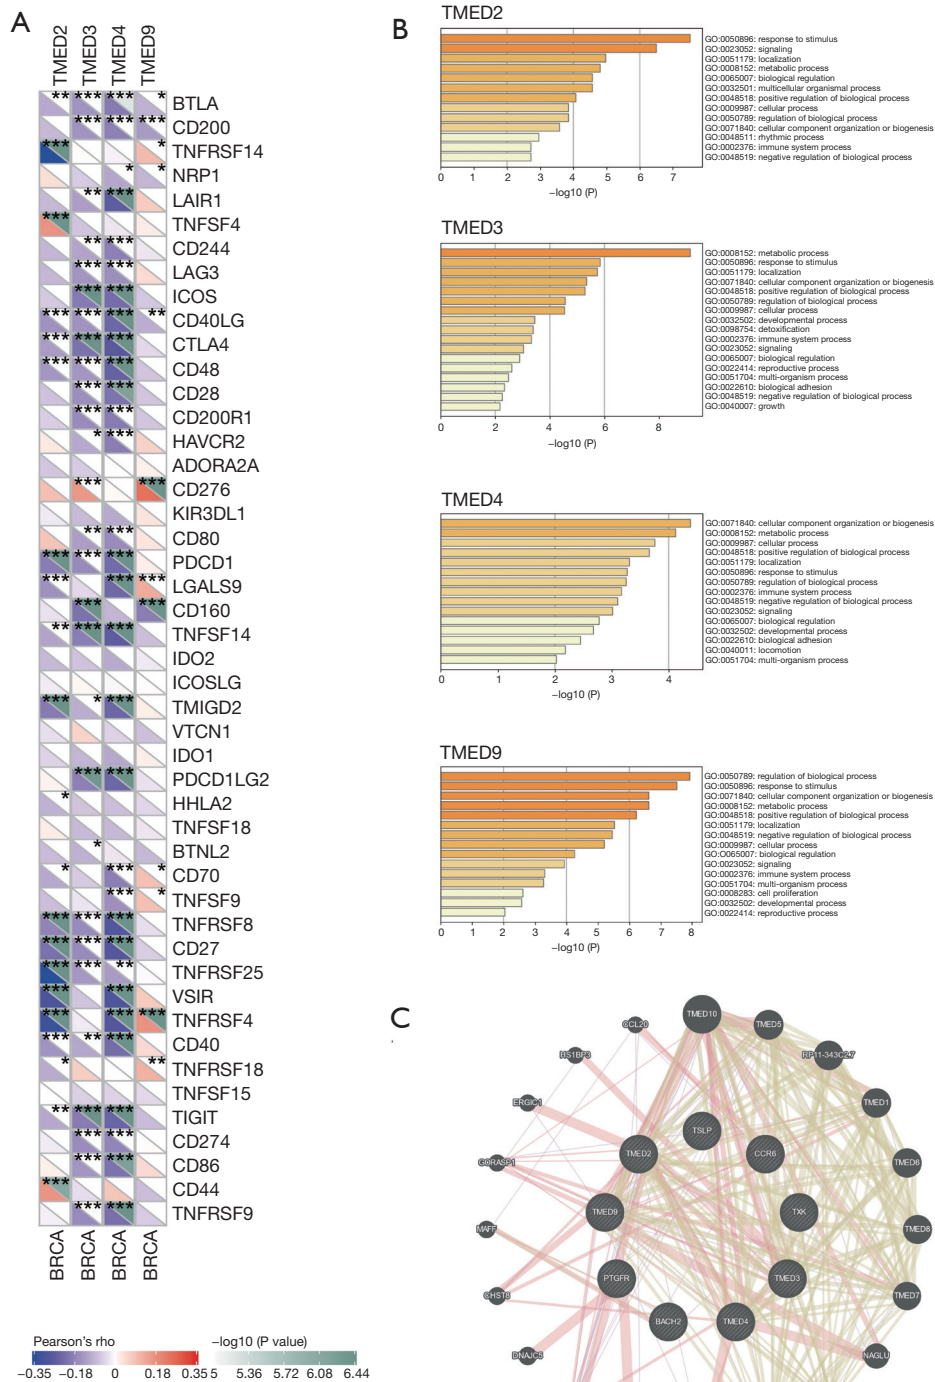 A
TMED2
TMED3
TMED4
TMED9
** *** *** *
BTLA
*** *** ***
CD200
*** *
TNFRSF14
* *
NRP1
** ***
LAIR1
***
TNFSF4
** ***
CD244
*** ***
LAG3
*** ***
ICOS
*** *** *** **
CD40LG
*** *** ***
CTLA4
*** *** ***
CD48
*** ***
CD28
*** ***
CD200R1
* ***
HAVCR2
ADORA2A
*** ***
CD276
KIR3DL1
** ***
CD80
*** *** ***
PDCD1
*** *** ***
LGALS9
*** ***
CD160
** *** ***
TNFSF14
IDO2
ICOSLG
*** * ***
TMIGD2
VTCN1
IDO1
*** ***
PDCD1LG2
*
HHLA2
TNFSF18
*
BTNL2
* *** *
CD70
*** *
TNFSF9
*** *** ***
TNFRSF8
*** *** ***
CD27
*** *** **
TNFRSF25
*** ***
VSIR
*** *** ***
TNFRSF4
*** ** ***
CD40
* **
TNFRSF18
TNFSF15
** *** ***
TIGIT
*** ***
CD274
*** ***
CD86
***
CD44
*** ***
TNFRSF9
BRCA
BRCA
BRCA
BRCA
Pearson's rho
−0.35 −0.18 0 0.18 0.35
−log10 (P value)
5 5.36 5.72 6.08 6.44
B
TMED2
GO:0050896: response to stimulus
GO:0023052: signaling
GO:0051179: localization
GO:0008152: metabolic process
GO:0065007: biological regulation
GO:0032501: multicellular organismal process
GO:0048518: positive regulation of biological process
GO:0009987: cellular process
GO:0050789: regulation of biological process
GO:0071840: cellular component organization or biogenesis
GO:0048511: rhythmic process
GO:0002376: immune system process
GO:0048519: negative regulation of biological process
0 1 2 3 4 5 6 7
−log10 (P)
TMED3
GO:0008152: metabolic process
GO:0050896: response to stimulus
GO:0051179: localization
GO:0071840: cellular component organization or biogenesis
GO:0048518: positive regulation of biological process
GO:0050789: regulation of biological process
GO:0009987: cellular process
GO:0032502: developmental process
GO:0098754: detoxification
GO:0002376: immune system process
GO:0023052: signaling
GO:0065007: biological regulation
GO:0022414: reproductive process
GO:0051704: multi-organism process
GO:0022610: biological adhesion
GO:0048519: negative regulation of biological process
GO:0040007: growth
0 2 4 6 8
−log10 (P)
TMED4
GO:0071840: cellular component organization or biogenesis
GO:0008152: metabolic process
GO:0009987: cellular process
GO:0048518: positive regulation of biological process
GO:0051179: localization
GO:0050896: response to stimulus
GO:0050789: regulation of biological process
GO:0002376: immune system process
GO:0048519: negative regulation of biological process
GO:0023052: signaling
GO:0065007: biological regulation
GO:0032502: developmental process
GO:0022610: biological adhesion
GO:0040011: locomotion
GO:0051704: multi-organism process
0 2 3 4
−log10 (P)
TMED9
GO:0050789: regulation of biological process
GO:0050896: response to stimulus
GO:0071840: cellular component organization or biogenesis
GO:0008152: metabolic process
GO:0048518: positive regulation of biological process
GO:0051179: localization
GO:0048519: negative regulation of biological process
GO:0009987: cellular process
GO:0065007: biological regulation
GO:0023052: signaling
GO:0002376: immune system process
GO:0051704: multi-organism process
GO:0008283: cell proliferation
GO:0032502: developmental process
GO:0022414: reproductive process
0 1 2 3 4 5 6 7 8
−log10 (P)
C
TMED10
CCL20
TMED5
HS1BP3
RP11-343C2.7
ERGIC1
TMED1
TSLP
TMED2
CCR6
GORASP1
TMED6
TMED9
TXK
MAFF
TMED8
PTGFR
TMED3
CHST8
TMED7
BACH2
TMED4
DNAJC5
NAGLU